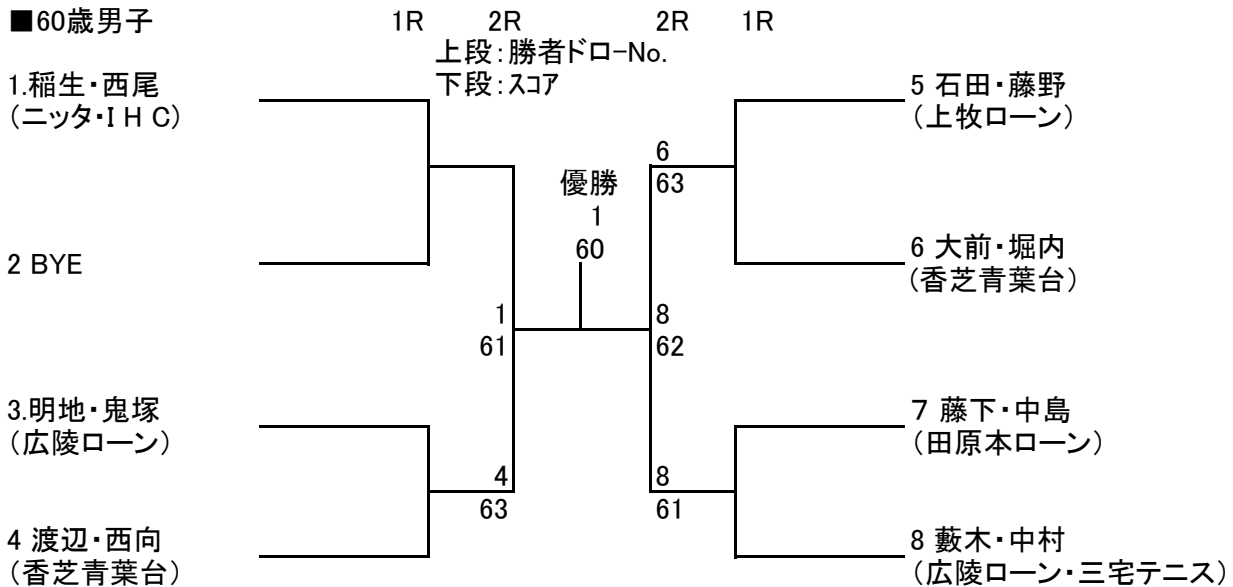 ■60歳男子
1R 2R 2R 1R
上段：勝者ドロ-No.
下段：スコア
1.稲生・西尾
（ニッタ・I H C）
2 BYE
3.明地・鬼塚
（広陵ローン）
4 渡辺・西向
（香芝青葉台）
1
61
4
63
優勝
1
60
6
63
8
62
8
61
5 石田・藤野
（上牧ローン）
6 大前・堀内
（香芝青葉台）
7 藤下・中島
（田原本ローン）
8 藪木・中村
（広陵ローン・三宅テニス）